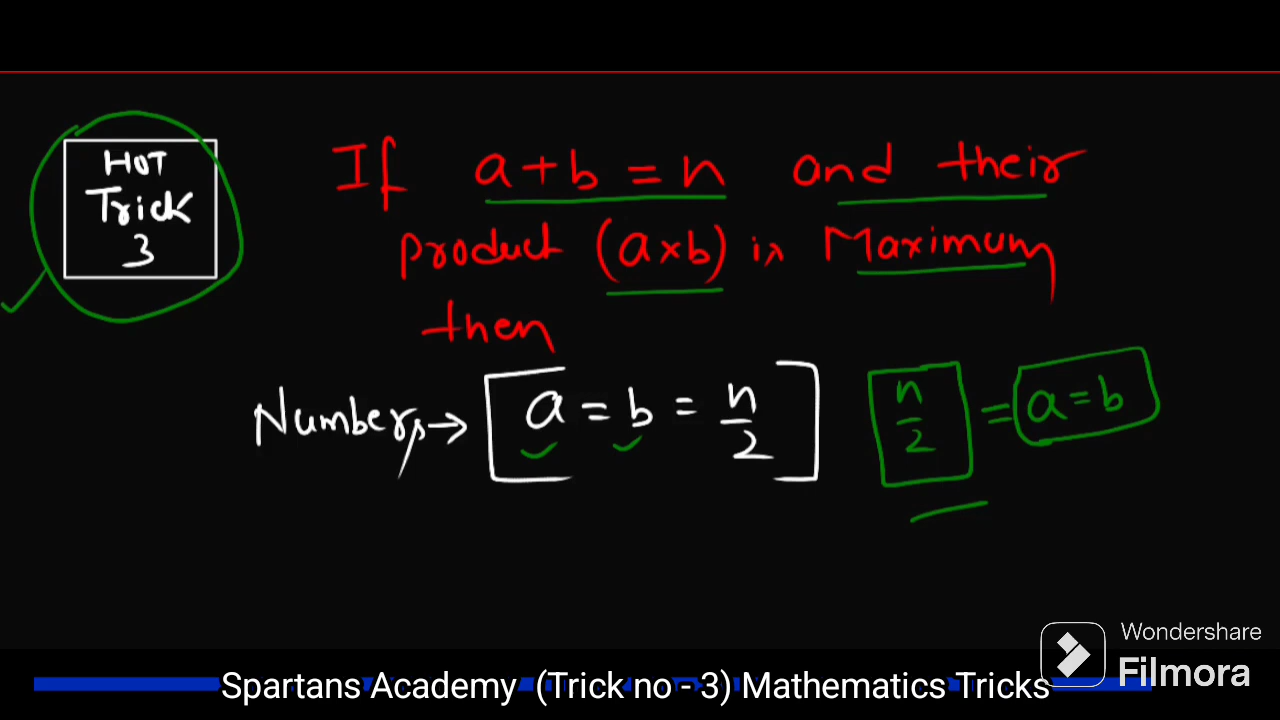 HOT
Trick
3
If a + b = n and their
product (a×b) is Maximum
then
Numbers → [a = b = n/2] n/2 = a = b
Wondershare
Filmora
Spartans Academy (Trick no - 3) Mathematics Tricks